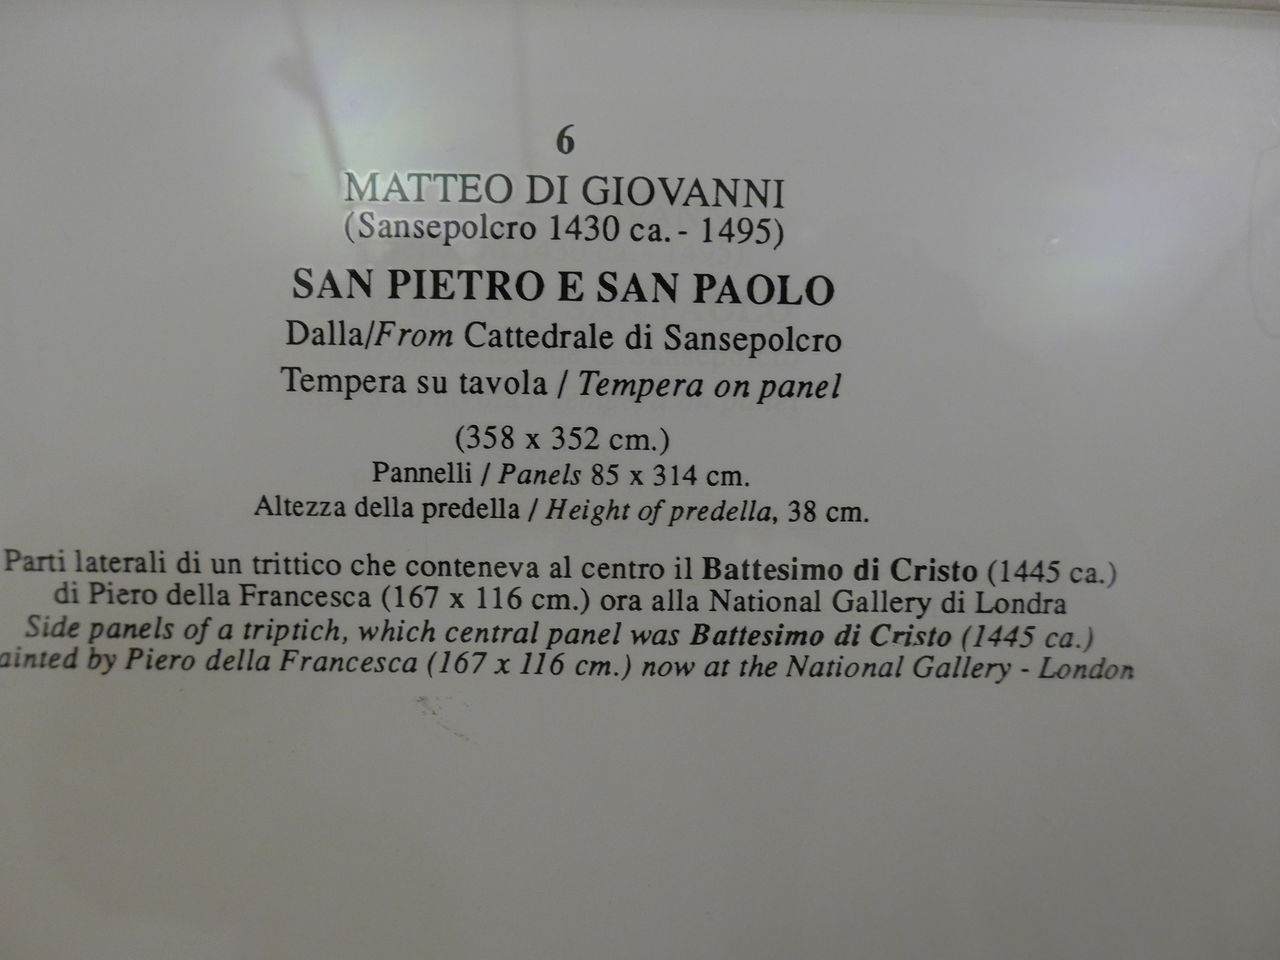 6
MATTEO DI GIOVANNI
(Sansepolcro 1430 ca. - 1495)
SAN PIETRO E SAN PAOLO
Dalla/From Cattedrale di Sansepolcro
Tempera su tavola / Tempera on panel
(358 x 352 cm.)
Pannelli / Panels 85 x 314 cm.
Altezza della predella / Height of predella, 38 cm.
Parti laterali di un trittico che conteneva al centro il Battesimo di Cristo (1445 ca.)
di Piero della Francesca (167 x 116 cm.) ora alla National Gallery di Londra
Side panels of a triptich, which central panel was Battesimo di Cristo (1445 ca.)
ainted by Piero della Francesca (167 x 116 cm.) now at the National Gallery - London